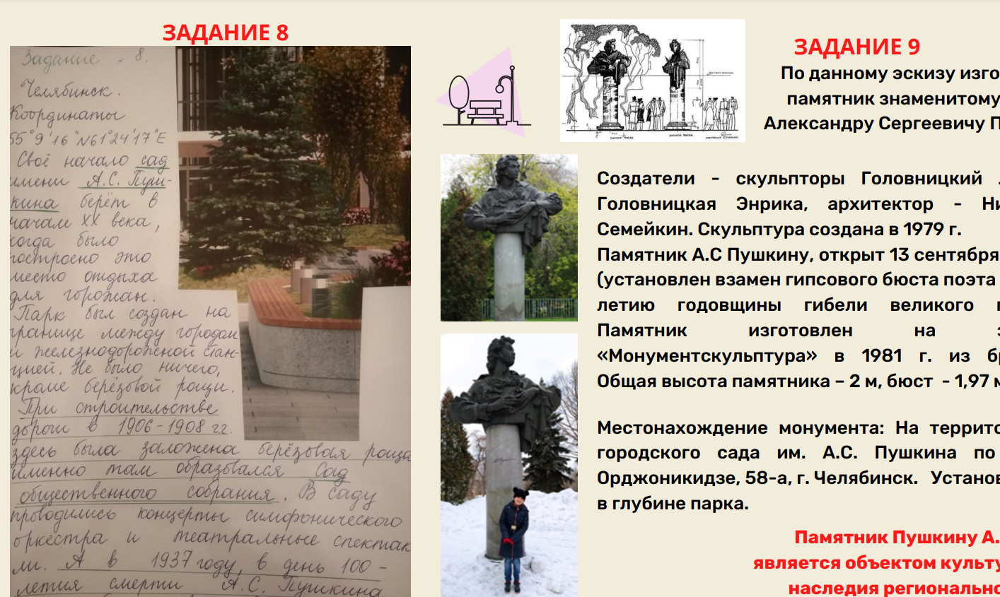 ЗАДАНИЕ 8
Задание № 8.
Челябинск.
Координаты
55°9'16"N61°24'17"E
Своё начало сад
имени А.С. Пуш-
кина берёт в
начале XX века,
когда было
построено это
место отдыха
для горожан.
Парк был создан на
границе между городом
и железнодорожной стан-
цией. Не было ничего,
кроме берёзовой рощи.
При строительстве
дороги в 1906-1908 г.г.
здесь была заложена берёзовая роща
именно там образывался Сад
общественного собрания. В саду
проводились концерты симфонического
оркестра и театральные спектак
ли. А в 1937 году, в день 100-
летия смерти А.С. Пушкина
ЗАДАНИЕ 9
По данному эскизу изго
памятник знаменитому
Александру Сергеевичу П
Создатели - скульпторы Головницкий
Головницкая Энрика, архитектор - Ни
Семейкин. Скульптура создана в 1979 г.
Памятник А.С Пушкину, открыт 13 сентября
(установлен взамен гипсового бюста поэта
летию годовщины гибели великого п
Памятник изготовлен на з
«Монументскульптура» в 1981 г. из бр
Общая высота памятника – 2 м, бюст - 1,97 м
Местонахождение монумента: На террито
городского сада им. А.С. Пушкина по
Орджоникидзе, 58-а, г. Челябинск. Установ
в глубине парка.
Памятник Пушкину А.
является объектом культу
наследия регионально